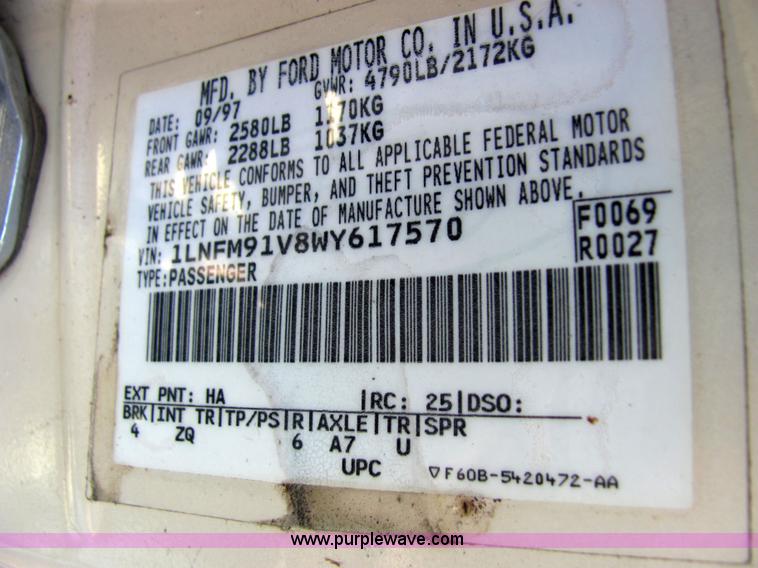 MFD. BY FORD MOTOR CO. IN U.S.A.
DATE: 09/97 GVWR: 4790LB/2172KG
FRONT GAWR: 2580LB 1170KG
REAR GAWR: 2288LB 1037KG
THIS VEHICLE CONFORMS TO ALL APPLICABLE FEDERAL MOTOR
VEHICLE SAFETY, BUMPER, AND THEFT PREVENTION STANDARDS
IN EFFECT ON THE DATE OF MANUFACTURE SHOWN ABOVE.
VIN: 1LNFM91V8WY617570 F0069
TYPE:PASSENGER R0027
EXT PNT: HA |RC: 25|DSO:
BRK|INT TR|TP/PS|R|AXLE|TR|SPR
4 ZQ 6 A7 U
UPC ▽F60B-5420472-AA
www.purplewave.com